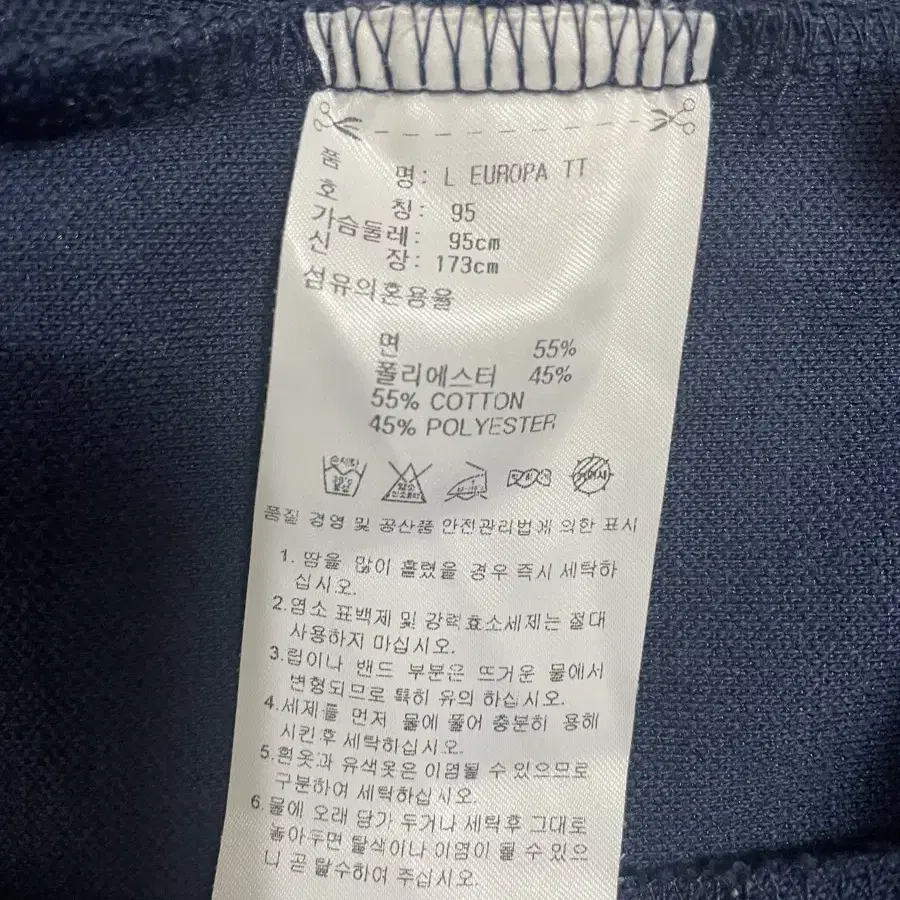 품 명: L EUROPA TT
호 칭: 95
가슴둘레: 95cm
신 장: 173cm
섬유의혼용율
면 55%
폴리에스터 45%
55% COTTON
45% POLYESTER
품질 경영 및 공산품 안전관리법에 의한 표시
1. 땀을 많이 흘렸을 경우 즉시 세탁하
십시오.
2.염소 표백제 및 강력효소세제는 절대
사용하지 마십시오.
3.립이나 밴드 부분은 뜨거운 물에서
변형되므로 특히 유의 하십시오.
4.세제를 먼저 물에 풀어 충분히 용해
시킨후 세탁하십시오.
5.흰옷과 유색옷은 이염될 수 있으므로
구분하여 세탁하십시오.
6.물에 오래 담가 두거나 세탁후 그대로
놓아두면 탈색이나 이염이 될 수 있으
니 곧 탈수하여 주십시오.